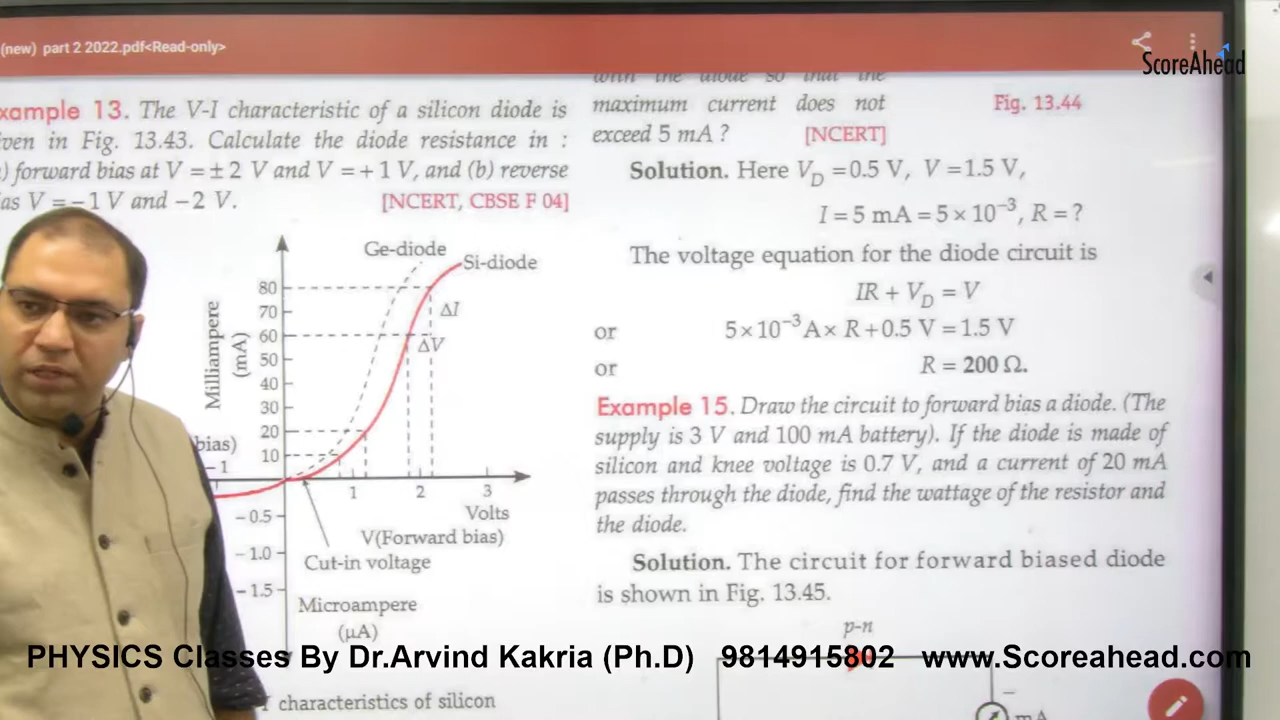 (new) part 2 2022.pdf<Read-only>
ScoreAhead
xample 13. The V-I characteristic of a silicon diode is
ven in Fig. 13.43. Calculate the diode resistance in :
) forward bias at V = ± 2 V and V = + 1 V, and (b) reverse
as V = −1 V and −2 V. [NCERT, CBSE F 04]
Ge-diode
Si-diode
80
70
60
50
40
30
20
10
ΔI
ΔV
Milliampere
(mA)
bias)
−1
1 2 3
Volts
−0.5
−1.0
−1.5
V(Forward bias)
Cut-in voltage
Microampere
(μA)
I characteristics of silicon
with the diode so that the
maximum current does not
exceed 5 mA ? [NCERT]
Fig. 13.44
Solution. Here V_D = 0.5 V, V = 1.5 V,
I = 5 mA = 5 × 10⁻³, R = ?
The voltage equation for the diode circuit is
IR + V_D = V
or 5×10⁻³ A × R + 0.5 V = 1.5 V
or R = 200 Ω.
Example 15. Draw the circuit to forward bias a diode. (The
supply is 3 V and 100 mA battery). If the diode is made of
silicon and knee voltage is 0.7 V, and a current of 20 mA
passes through the diode, find the wattage of the resistor and
the diode.
Solution. The circuit for forward biased diode
is shown in Fig. 13.45.
p-n
−
mA
PHYSICS Classes By Dr.Arvind Kakria (Ph.D) 9814915802 www.Scoreahead.com